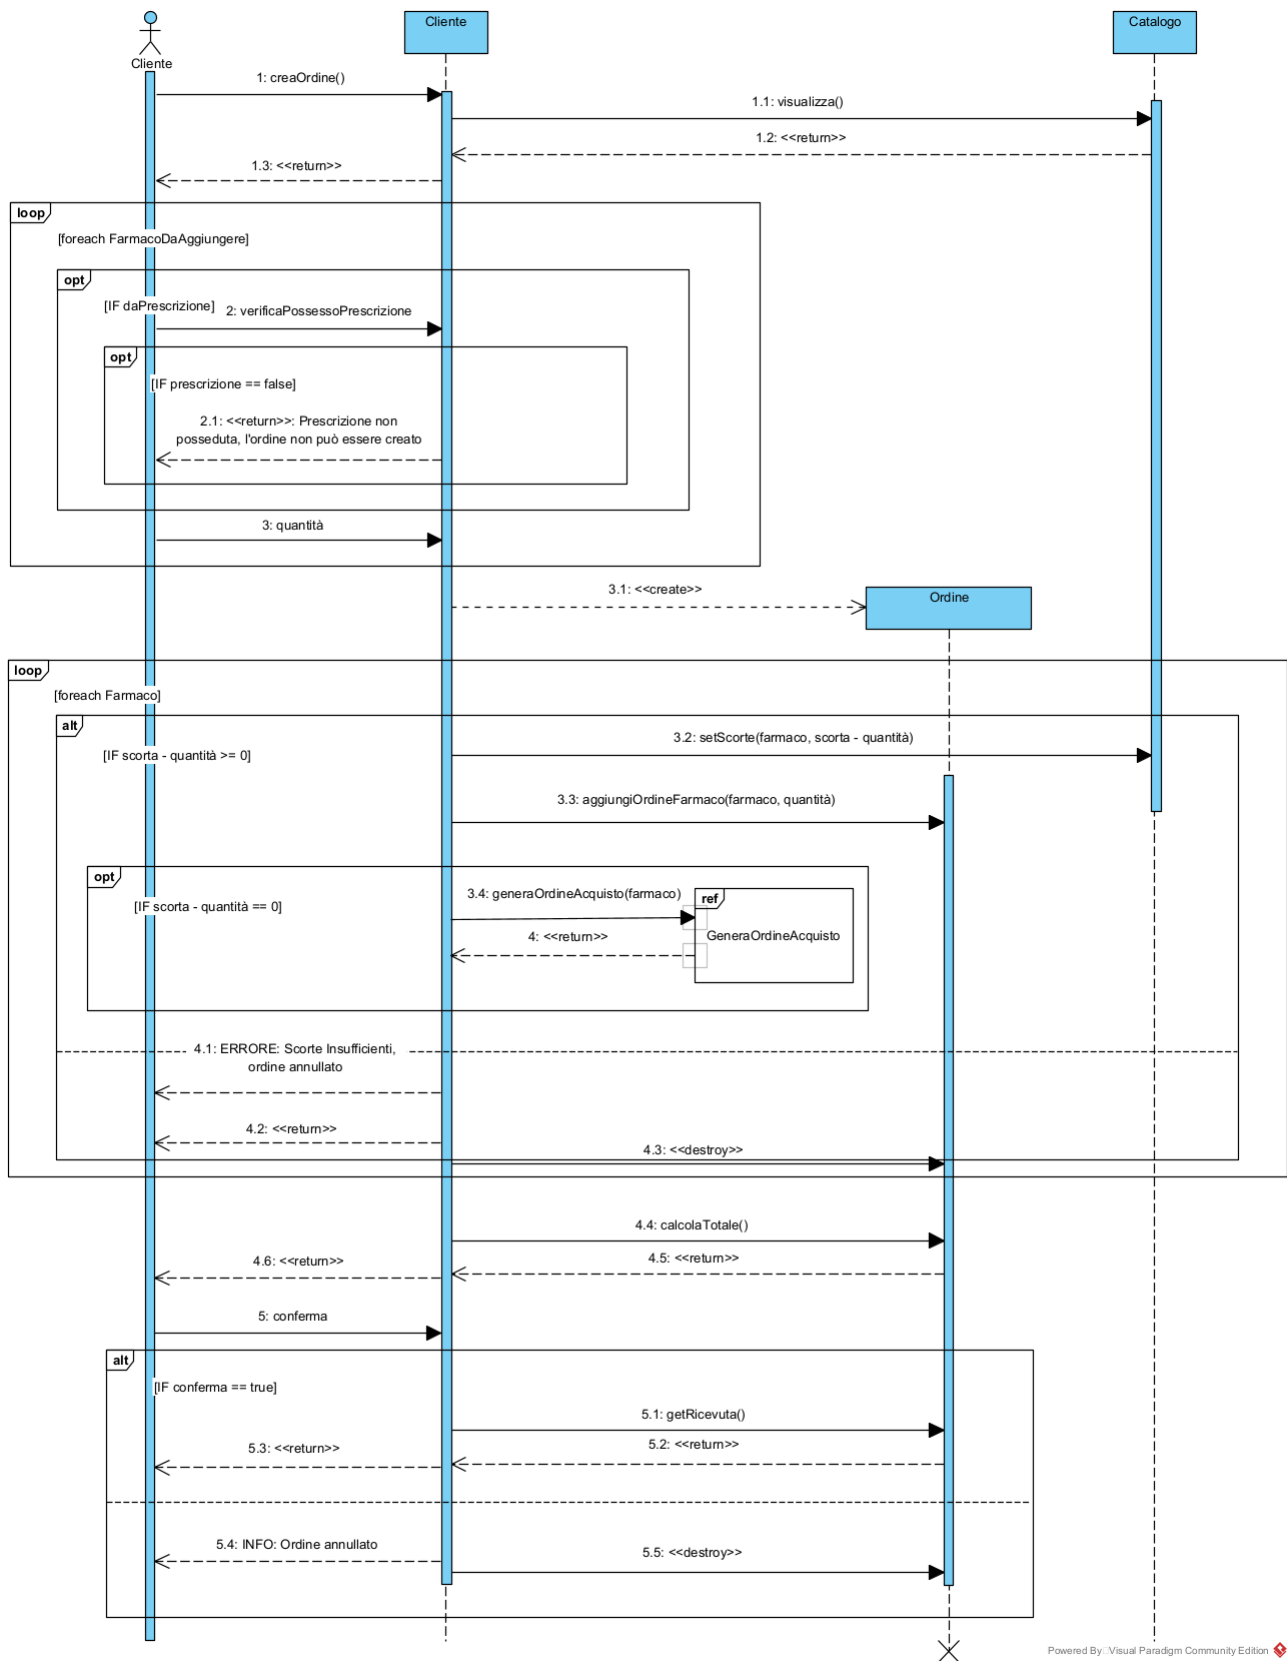 Cliente
Catalogo
Cliente
1: creaOrdine()
1.1: visualizza()
1.2: <<return>>
1.3: <<return>>
loop
[foreach FarmacoDaAggiungere]
opt
[IF daPrescrizione]
2: verificaPossessoPrescrizione
opt
[IF prescrizione == false]
2.1: <<return>>: Prescrizione non
posseduta, l'ordine non può essere creato
3: quantità
3.1: <<create>>
Ordine
loop
[foreach Farmaco]
alt
[IF scorta - quantità >= 0]
3.2: setScorte(farmaco, scorta - quantità)
3.3: aggiungiOrdineFarmaco(farmaco, quantità)
opt
[IF scorta - quantità == 0]
3.4: generaOrdineAcquisto(farmaco)
ref
GeneraOrdineAcquisto
4: <<return>>
4.1: ERRORE: Scorte Insufficienti,
ordine annullato
4.2: <<return>>
4.3: <<destroy>>
4.4: calcolaTotale()
4.5: <<return>>
4.6: <<return>>
5: conferma
alt
[IF conferma == true]
5.1: getRicevuta()
5.2: <<return>>
5.3: <<return>>
5.4: INFO: Ordine annullato
5.5: <<destroy>>
Powered By Visual Paradigm Community Edition